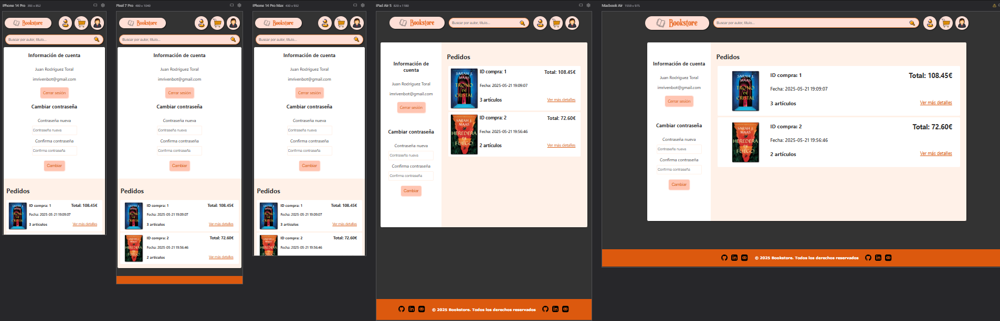 iPhone 14 Pro 393 x 852
Bookstore
Buscar por autor, título...
Información de cuenta
Juan Rodríguez Toral
imrivenbot@gmail.com
Cerrar sesión
Cambiar contraseña
Contraseña nueva
Contraseña nueva
Confirma contraseña
Confirma contraseña
Cambiar
Pedidos
SARAH J. MAAS
TRONO DE CRISTAL
ID compra: 1
Total: 108.45€
Fecha: 2025-05-21 19:09:07
3 artículos
Ver más detalles
Pixel 7 Pro 480 x 1040
Bookstore
Buscar por autor, título...
Información de cuenta
Juan Rodríguez Toral
imrivenbot@gmail.com
Cerrar sesión
Cambiar contraseña
Contraseña nueva
Contraseña nueva
Confirma contraseña
Confirma contraseña
Cambiar
Pedidos
SARAH J. MAAS
TRONO DE CRISTAL
ID compra: 1
Total: 108.45€
Fecha: 2025-05-21 19:09:07
3 artículos
Ver más detalles
SARAH J. MAAS
HEREDERA DE FUEGO
ID compra: 2
Total: 72.60€
Fecha: 2025-05-21 19:56:46
2 artículos
Ver más detalles
iPhone 14 Pro Max 430 x 932
Bookstore
Buscar por autor, título...
Información de cuenta
Juan Rodríguez Toral
imrivenbot@gmail.com
Cerrar sesión
Cambiar contraseña
Contraseña nueva
Contraseña nueva
Confirma contraseña
Confirma contraseña
Cambiar
Pedidos
SARAH J. MAAS
TRONO DE CRISTAL
ID compra: 1
Total: 108.45€
Fecha: 2025-05-21 19:09:07
3 artículos
Ver más detalles
SARAH J. MAAS
HEREDERA
ID compra: 2
Total: 72.60€
Fecha: 2025-05-21 19:56:46
iPad Air 5 820 x 1180
Bookstore
Buscar por autor, título...
Información de
cuenta
Juan Rodríguez Toral
imrivenbot@gmail.com
Cerrar sesión
Cambiar contraseña
Contraseña nueva
Contraseña nueva
Confirma contraseña
Confirma contraseña
Cambiar
Pedidos
SARAH J.
MAAS
TRONO
DE
CRISTAL
ID compra: 1
Total: 108.45€
Fecha: 2025-05-21 19:09:07
3 artículos
Ver más detalles
SARAH J.
MAAS
HEREDERA
DE
FUEGO
ID compra: 2
Total: 72.60€
Fecha: 2025-05-21 19:56:46
2 artículos
Ver más detalles
© 2025 Bookstore. Todos los derechos reservados
Macbook Air 1559 x 975
Bookstore
Buscar por autor, título...
Información de cuenta
Juan Rodríguez Toral
imrivenbot@gmail.com
Cerrar sesión
Cambiar contraseña
Contraseña nueva
Contraseña nueva
Confirma contraseña
Confirma contraseña
Cambiar
Pedidos
SARAH J.
MAAS
TRONO
DE
CRISTAL
ID compra: 1
Total: 108.45€
Fecha: 2025-05-21 19:09:07
3 artículos
Ver más detalles
SARAH J.
MAAS
HEREDERA
DE
FUEGO
ID compra: 2
Total: 72.60€
Fecha: 2025-05-21 19:56:46
2 artículos
Ver más detalles
© 2025 Bookstore. Todos los derechos reservados